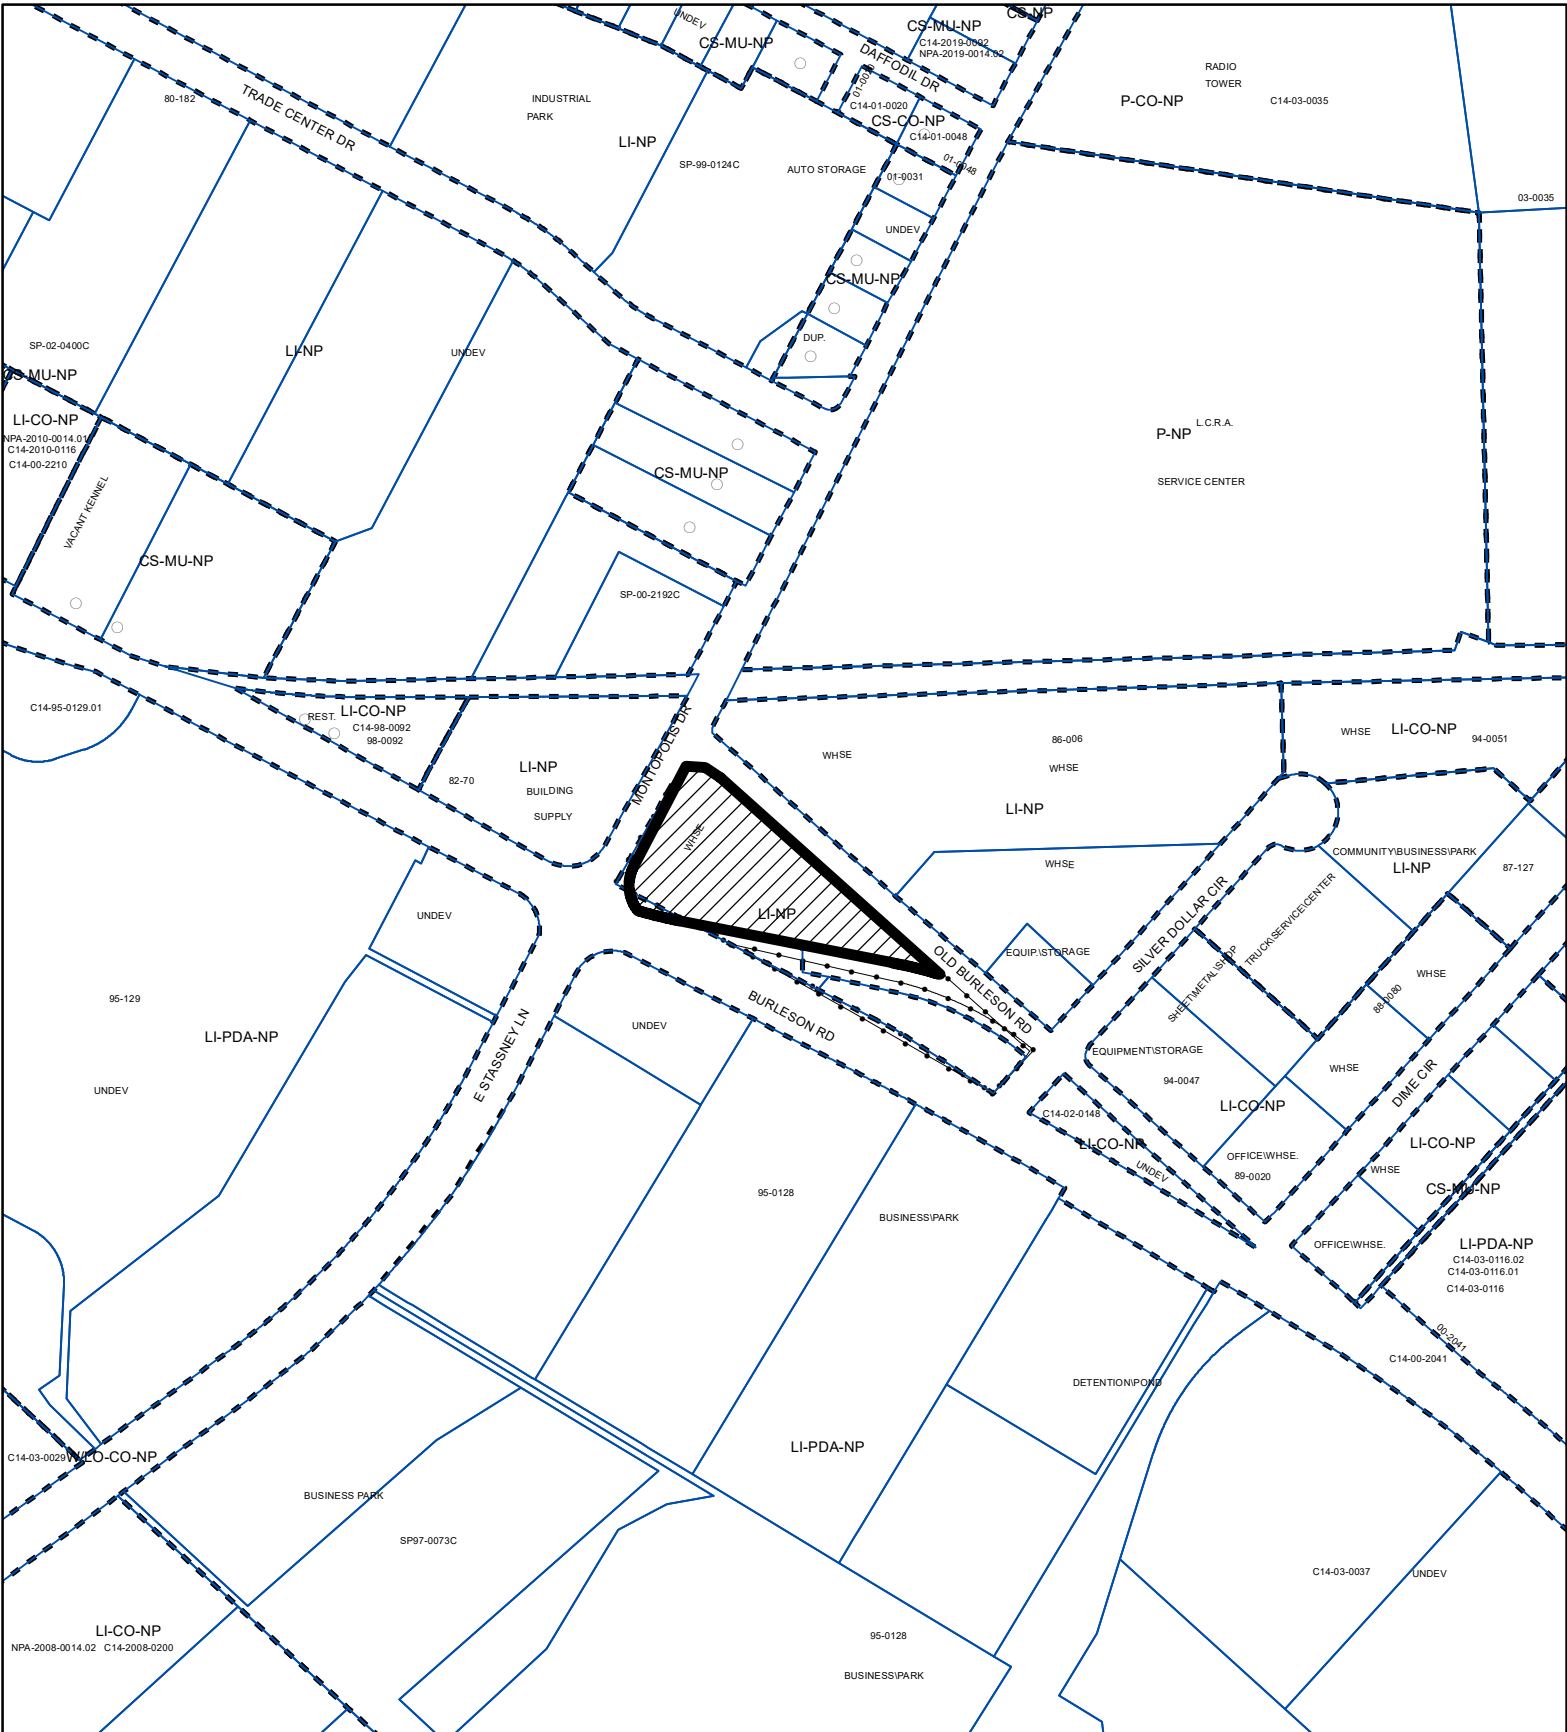 UNDEV
CS-MU-NP
CS-MU-NP
C14-2019-0092
NPA-2019-0014.02
CS-NP
DAFFODIL DR
RADIO
TOWER
P-CO-NP
C14-03-0035
03-0035
80-182
TRADE CENTER DR
INDUSTRIAL
PARK
LI-NP
SP-99-0124C
AUTO STORAGE
C14-01-0020
CS-CO-NP
C14-01-0048
01-0048
01-0031
UNDEV
CS-MU-NP
DUP.
SP-02-0400C
CS-MU-NP
LI-NP
UNDEV
LI-CO-NP
NPA-2010-0014.01
C14-2010-0116
C14-00-2210
VACANT KENNEL
CS-MU-NP
CS-MU-NP
SP-00-2192C
L.C.R.A.
P-NP
SERVICE CENTER
C14-95-0129.01
REST.
LI-CO-NP
C14-98-0092
98-0092
82-70
LI-NP
BUILDING
SUPPLY
MONTOPOLIS DR
WHSE
LI-NP
WHSE
86-006
WHSE
LI-NP
WHSE
WHSE
LI-CO-NP
94-0051
COMMUNITY\BUSINESS\PARK
LI-NP
87-127
UNDEV
EQUIP.\STORAGE
OLD BURLESON RD
SILVER DOLLAR CIR
SHEET\METAL\SHOP
TRUCK\SERVICE\CENTER
WHSE
88-0080
95-129
LI-PDA-NP
UNDEV
E STASSNEY LN
UNDEV
BURLESON RD
EQUIPMENT\STORAGE
94-0047
WHSE
DIME CIR
LI-CO-NP
C14-02-0148
LI-CO-NP
UNDEV
OFFICE\WHSE.
89-0020
LI-CO-NP
WHSE
CS-MU-NP
OFFICE\WHSE.
LI-PDA-NP
C14-03-0116.02
C14-03-0116.01
C14-03-0116
95-0128
BUSINESS\PARK
00-2041
C14-00-2041
DETENTION\POND
LI-PDA-NP
C14-03-0029
W/LO-CO-NP
BUSINESS PARK
SP97-0073C
C14-03-0037
UNDEV
LI-CO-NP
NPA-2008-0014.02 C14-2008-0200
95-0128
BUSINESS\PARK